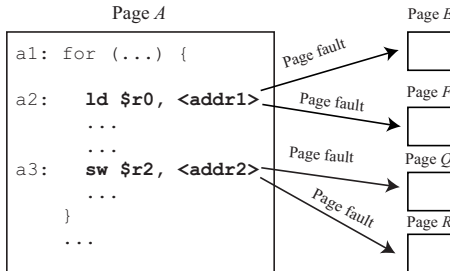 Page A
a1: for (...) {
a2: ld $r0, <addr1>
...
...
a3: sw $r2, <addr2>
...
}
...
Page fault
Page fault
Page fault
Page fault
Page E
Page F
Page Q
Page R